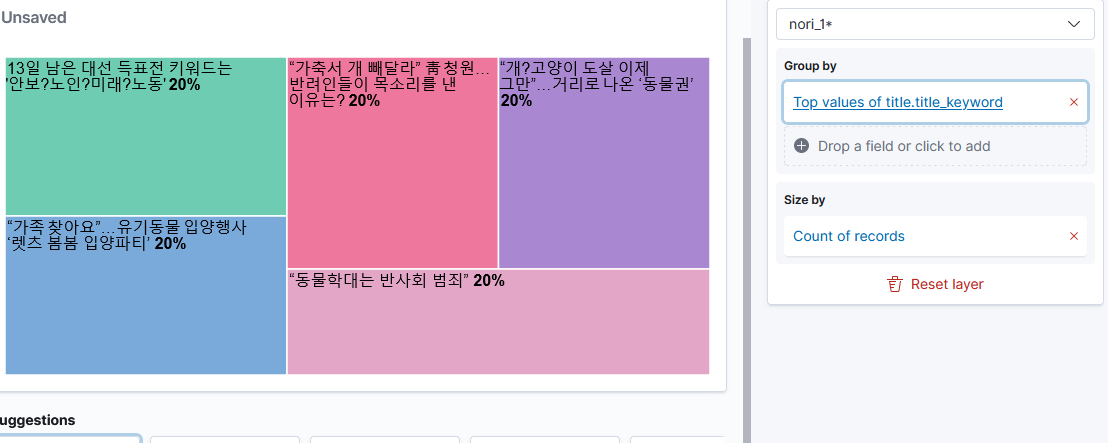 Unsaved
13일 남은 대선 득표전 키워드는
'안보?노인?미래?노동' 20%
“가축서 개 빼달라” 靑청원…
반려인들이 목소리를 낸
이유는? 20%
“개?고양이 도살 이제
그만”…거리로 나온 ‘동물권’
20%
“가족 찾아요”…유기동물 입양행사
‘렛츠 봄봄 입양파티’ 20%
“동물학대는 반사회 범죄” 20%
uggestions
nori_1*
Group by
Top values of title.title_keyword
Drop a field or click to add
Size by
Count of records
Reset layer